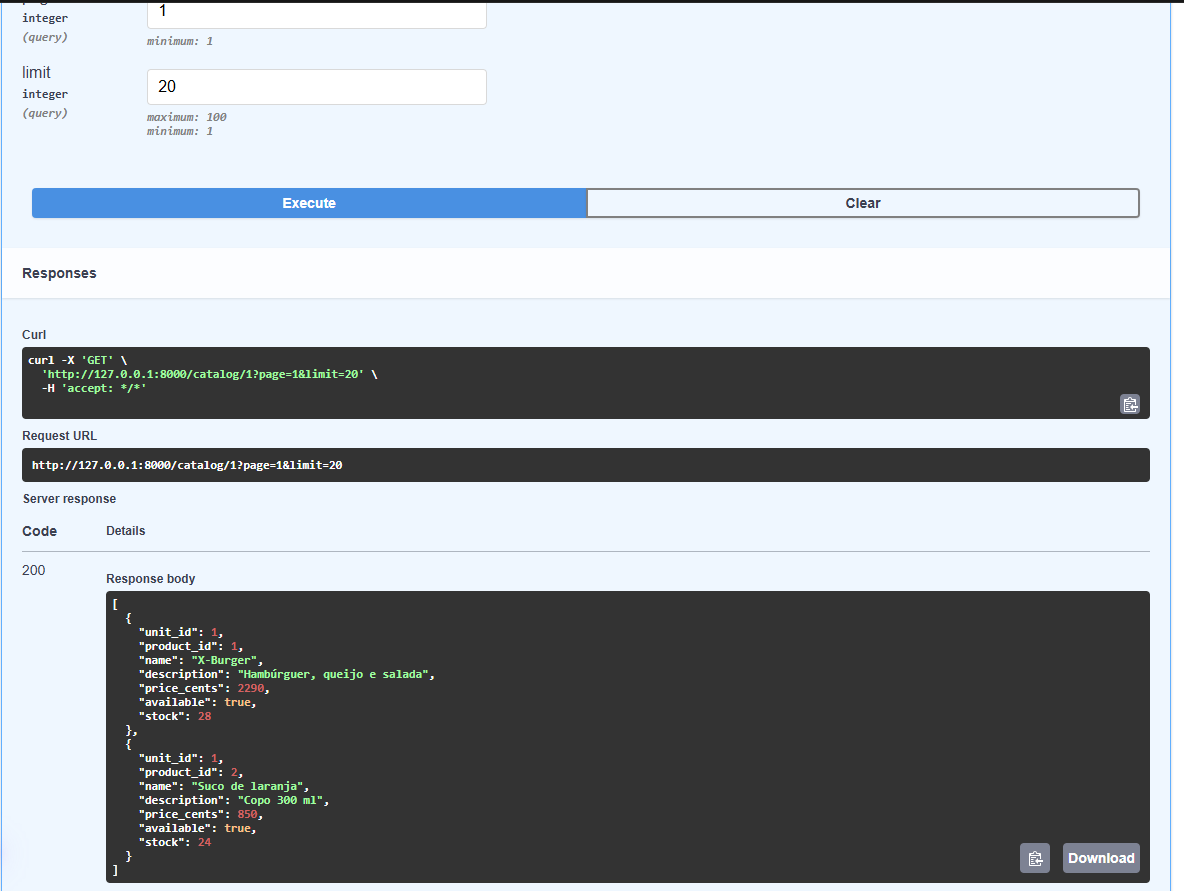 integer
1
(query)
minimum: 1
limit
integer
20
(query)
maximum: 100
minimum: 1
Execute
Clear
Responses
Curl
curl -X 'GET' \
  'http://127.0.0.1:8000/catalog/1?page=1&limit=20' \
  -H 'accept: */*'
Request URL
http://127.0.0.1:8000/catalog/1?page=1&limit=20
Server response
Code Details
200
Response body
[
  {
    "unit_id": 1,
    "product_id": 1,
    "name": "X-Burger",
    "description": "Hambúrguer, queijo e salada",
    "price_cents": 2290,
    "available": true,
    "stock": 28
  },
  {
    "unit_id": 1,
    "product_id": 2,
    "name": "Suco de laranja",
    "description": "Copo 300 ml",
    "price_cents": 850,
    "available": true,
    "stock": 24
  }
]
Download